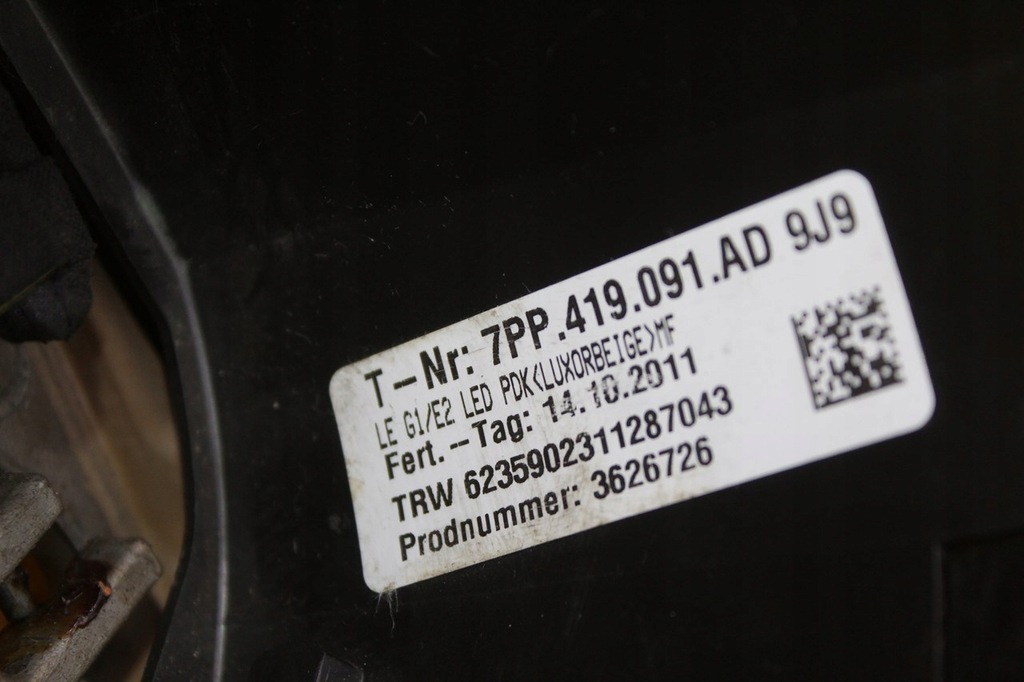 T-Nr: 7PP.419.091.AD 9J9
LE G1/E2 LED PDK<LUXORBEIGE>MF
Fert.-Tag: 14.10.2011
TRW 6235902311287043
Prodnummer: 3626726